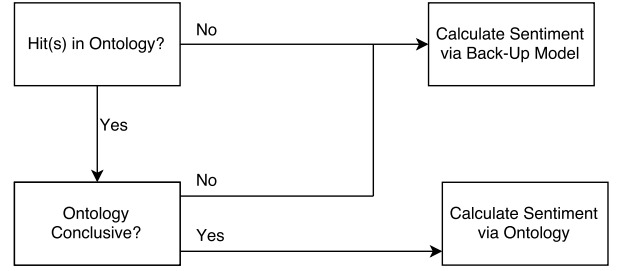 Hit(s) in Ontology?
No
Calculate Sentiment
via Back-Up Model
Yes
Ontology
Conclusive?
No
Yes
Calculate Sentiment
via Ontology